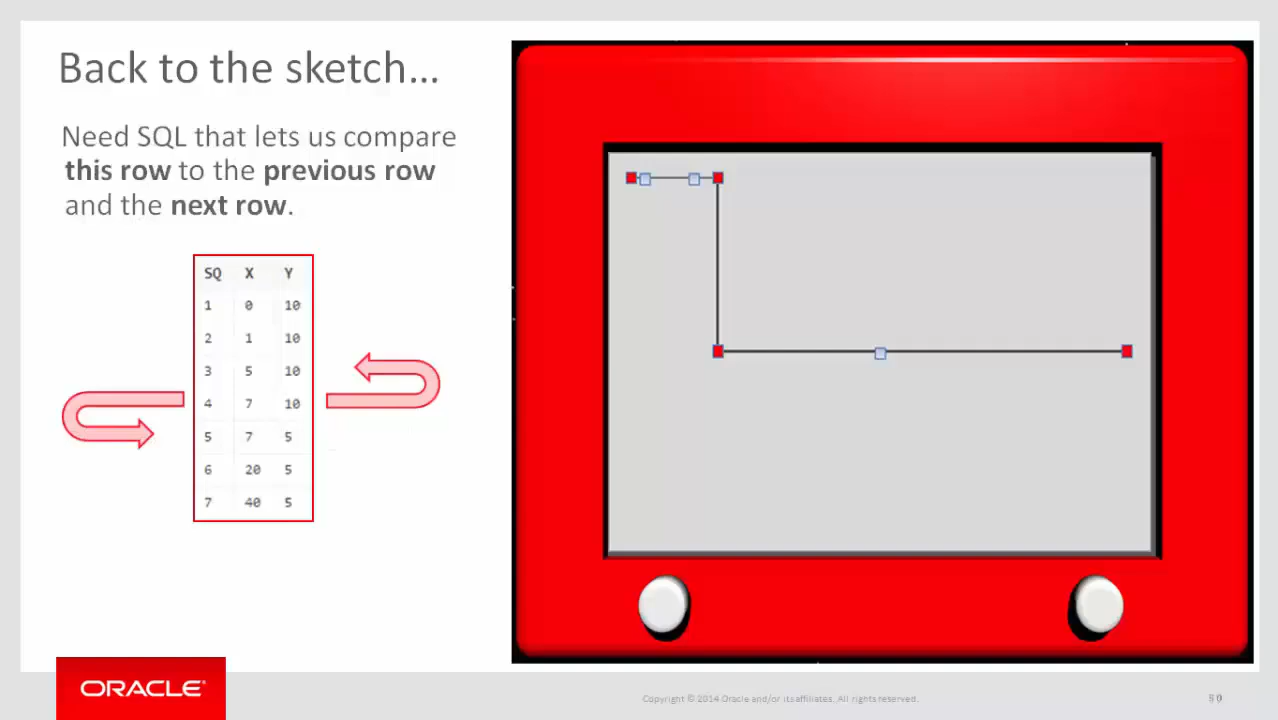 Back to the sketch…
Need SQL that lets us compare
this row to the previous row
and the next row.
SQ X Y
1 0 10
2 1 10
3 5 10
4 7 10
5 7 5
6 20 5
7 40 5
ORACLE®
Copyright © 2014 Oracle and/or its affiliates. All rights reserved.